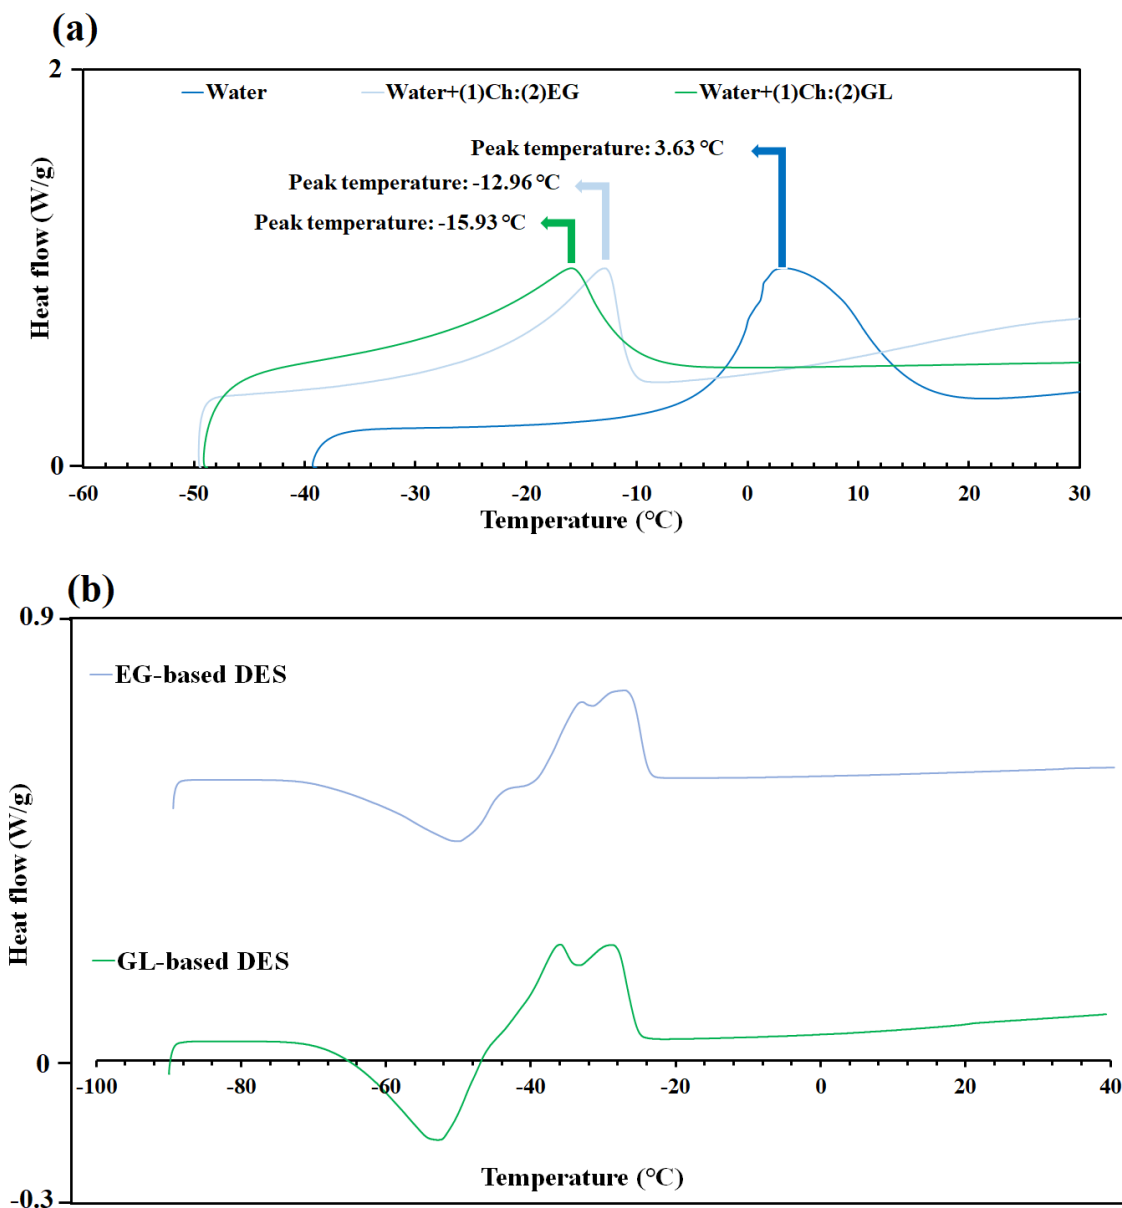 (a)
2
Water
Water+(1)Ch:(2)EG
Water+(1)Ch:(2)GL
Peak temperature: 3.63 °C
Peak temperature: -12.96 °C
Peak temperature: -15.93 °C
Heat flow (W/g)
0
-60 -50 -40 -30 -20 -10 0 10 20 30
Temperature (°C)
(b)
0.9
EG-based DES
Heat flow (W/g)
GL-based DES
0
-100 -80 -60 -40 -20 0 20 40
Temperature (°C)
-0.3